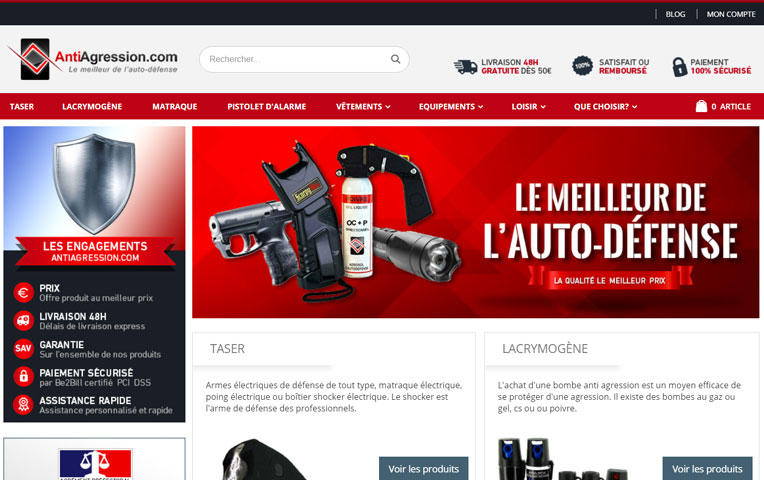 BLOG
MON COMPTE
AntiAgression.com
Le meilleur de l'auto-défense
Rechercher...
LIVRAISON 48H
GRATUITE DÈS 50€
100%
SATISFAIT OU
REMBOURSÉ
PAIEMENT
100% SÉCURISÉ
TASER
LACRYMOGÈNE
MATRAQUE
PISTOLET D'ALARME
VÊTEMENTS
EQUIPEMENTS
LOISIR
QUE CHOISIR?
0 ARTICLE
LES ENGAGEMENTS
ANTIAGRESSION.COM
PRIX
Offre produit au meilleur prix
LIVRAISON 48H
Délais de livraison express
SAV
GARANTIE
Sur l'ensemble de nos produits
PAIEMENT SÉCURISÉ
par Be2Bill certifié PCI DSS
ASSISTANCE RAPIDE
Assistance personnalisé et rapide
OC + P
LE MEILLEUR DE
L'AUTO-DÉFENSE
LA QUALITÉ LE MEILLEUR PRIX
TASER
Armes électriques de défense de tout type, matraque électrique,
poing électrique ou boîtier shocker électrique. Le shocker est
l'arme de défense des professionnels.
Voir les produits
LACRYMOGÈNE
L'achat d'une bombe anti agression est un moyen efficace de
se protégér d'une agression. Il existe des bombes au gaz ou
gel, cs ou ou poivre.
Voir les produits